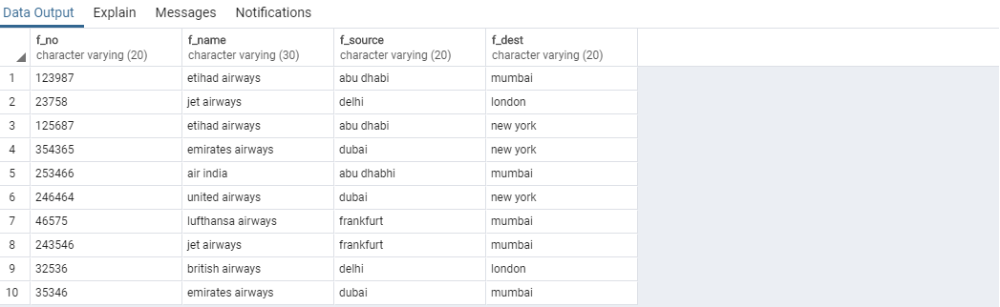 Data Output Explain Messages Notifications
f_no f_name f_source f_dest
character varying (20) character varying (30) character varying (20) character varying (20)
1 123987 etihad airways abu dhabi mumbai
2 23758 jet airways delhi london
3 125687 etihad airways abu dhabi new york
4 354365 emirates airways dubai new york
5 253466 air india abu dhabhi mumbai
6 246464 united airways dubai new york
7 46575 lufthansa airways frankfurt mumbai
8 243546 jet airways frankfurt mumbai
9 32536 british airways delhi london
10 35346 emirates airways dubai mumbai